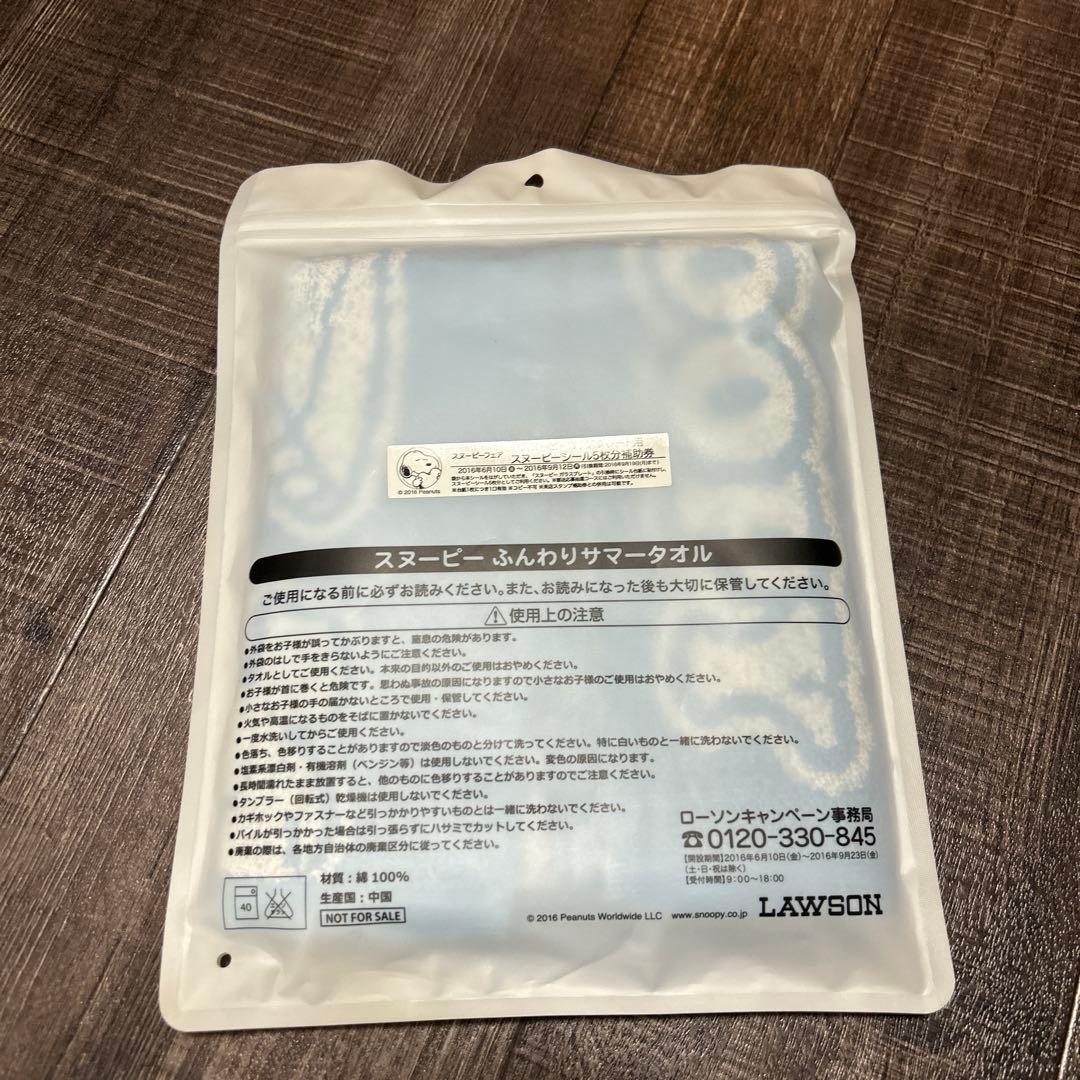 スヌーピーフェア
スヌーピーシール5枚分補助券
2016年6月10日 〜2016年9月12日 (引換期間:2016年9月19日(月)まで)
© 2016 Peanuts
スヌーピー ふんわりサマータオル
ご使用になる前に必ずお読みください。また、お読みになった後も大切に保管してください。
⚠使用上の注意
●外袋をお子様が誤ってかぶりますと、窒息の危険があります。
●外袋のはしで手をきらないようにご注意ください。
●タオルとしてご使用ください。本来の目的以外のご使用はおやめください。
●お子様が首に巻くと危険です。思わぬ事故の原因になりますので小さなお子様のご使用はおやめください。
●小さなお子様の手の届かないところで使用・保管してください。
●火気や高温になるものをそばに置かないでください。
●一度水洗いしてからご使用ください。
●色落ち、色移りすることがありますので淡色のものと分けて洗ってください。特に白いものと一緒に洗わないでください。
●塩素系漂白剤・有機溶剤(ベンジン等)は使用しないでください。変色の原因になります。
●長時間濡れたまま放置すると、他のものに色移りすることがありますのでご注意ください。
●タンブラー(回転式)乾燥機は使用しないでください。
●カギホックやファスナーなど引っかかりやすいものとは一緒に洗わないでください。
●パイルが引っかかった場合は引っ張らずにハサミでカットしてください。
●廃棄の際は、各地方自治体の廃棄区分に従ってください。
ローソンキャンペーン事務局
☎0120-330-845
【開設期間】2016年6月10日(金)〜2016年9月23日(金)
(土・日・祝は除く)
【受付時間】9:00〜18:00
40
材質:綿100%
生産国:中国
NOT FOR SALE
© 2016 Peanuts Worldwide LLC www.snoopy.co.jp LAWSON